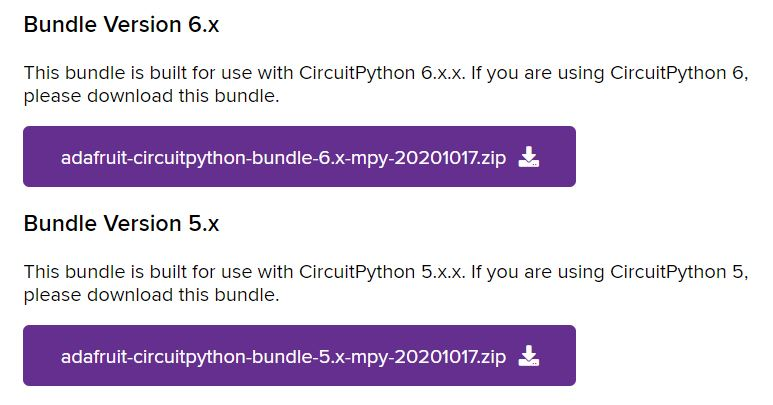 Bundle Version 6.x
This bundle is built for use with CircuitPython 6.x.x. If you are using CircuitPython 6,
please download this bundle.
adafruit-circuitpython-bundle-6.x-mpy-20201017.zip
Bundle Version 5.x
This bundle is built for use with CircuitPython 5.x.x. If you are using CircuitPython 5,
please download this bundle.
adafruit-circuitpython-bundle-5.x-mpy-20201017.zip